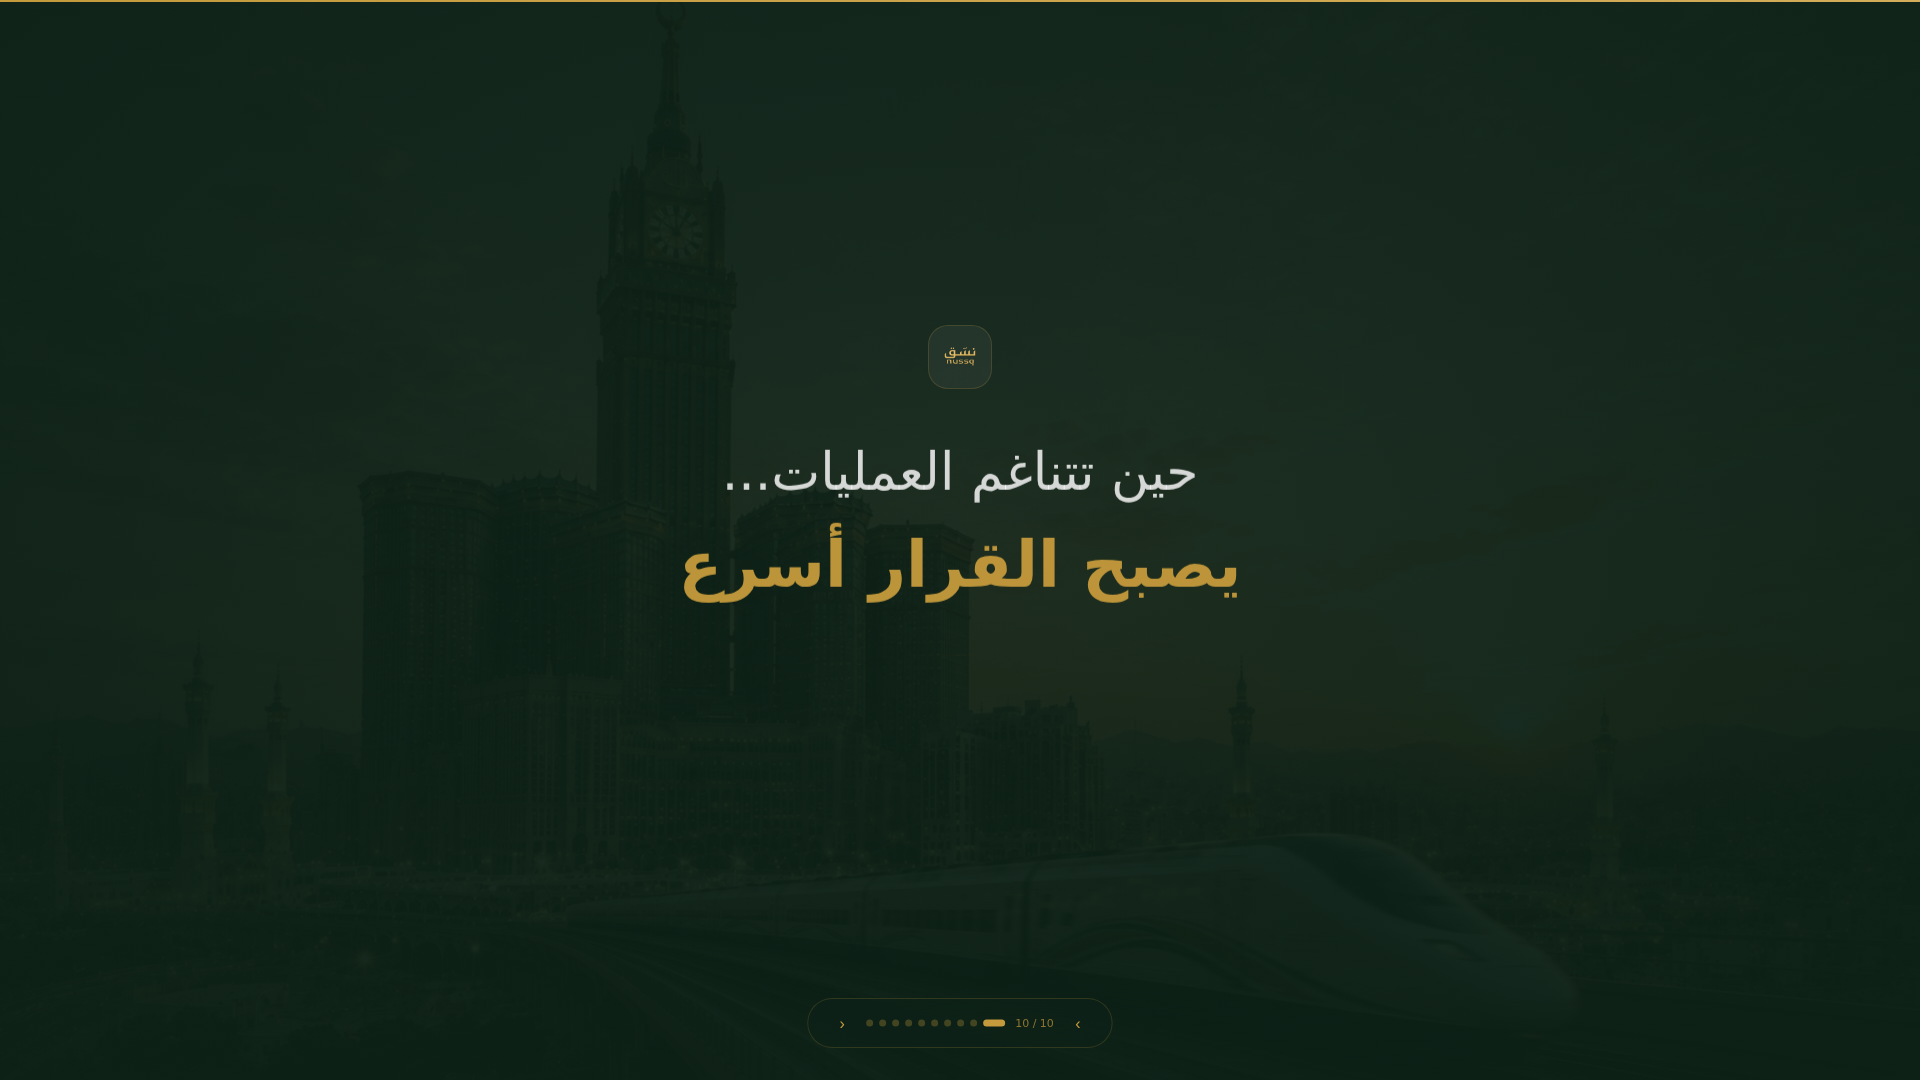 نسق
nussq
حين تتناغم العمليات...
يصبح القرار أسرع
‹ 10 / 10 ›